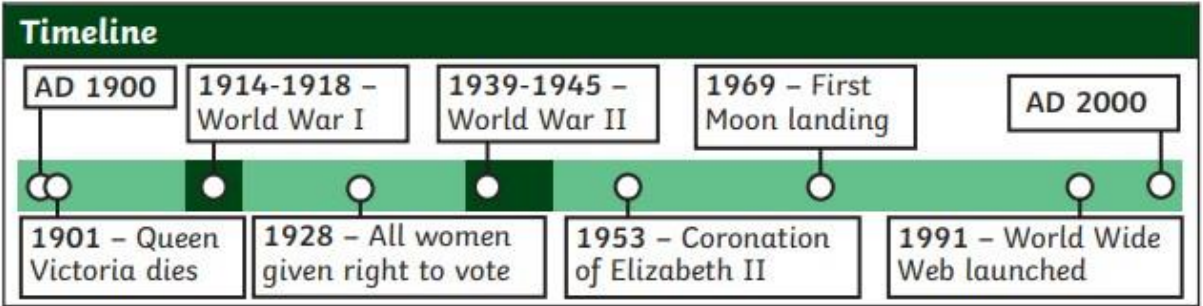 Timeline
AD 1900
1914-1918 –
World War I
1939-1945 –
World War II
1969 – First
Moon landing
AD 2000
1901 – Queen
Victoria dies
1928 – All women
given right to vote
1953 – Coronation
of Elizabeth II
1991 – World Wide
Web launched